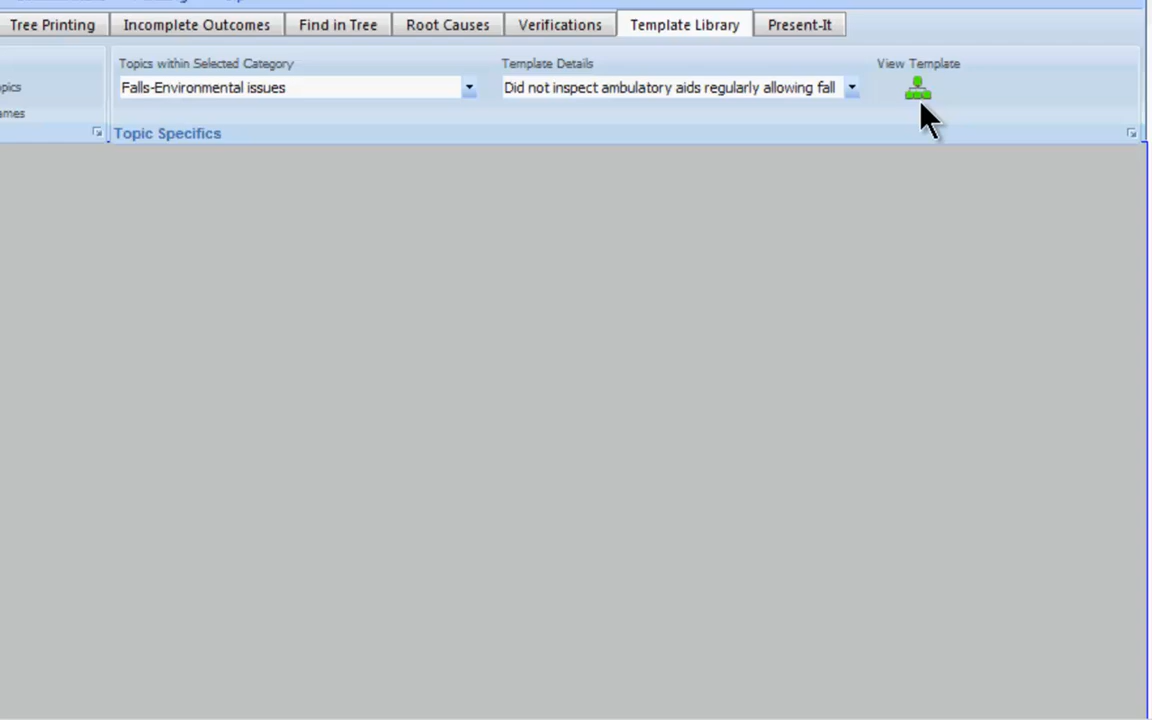 Tree Printing Incomplete Outcomes Find in Tree Root Causes Verifications Template Library Present-It
Topics within Selected Category Template Details View Template
opics Falls-Environmental issues Did not inspect ambulatory aids regularly allowing fall
ames
Topic Specifics